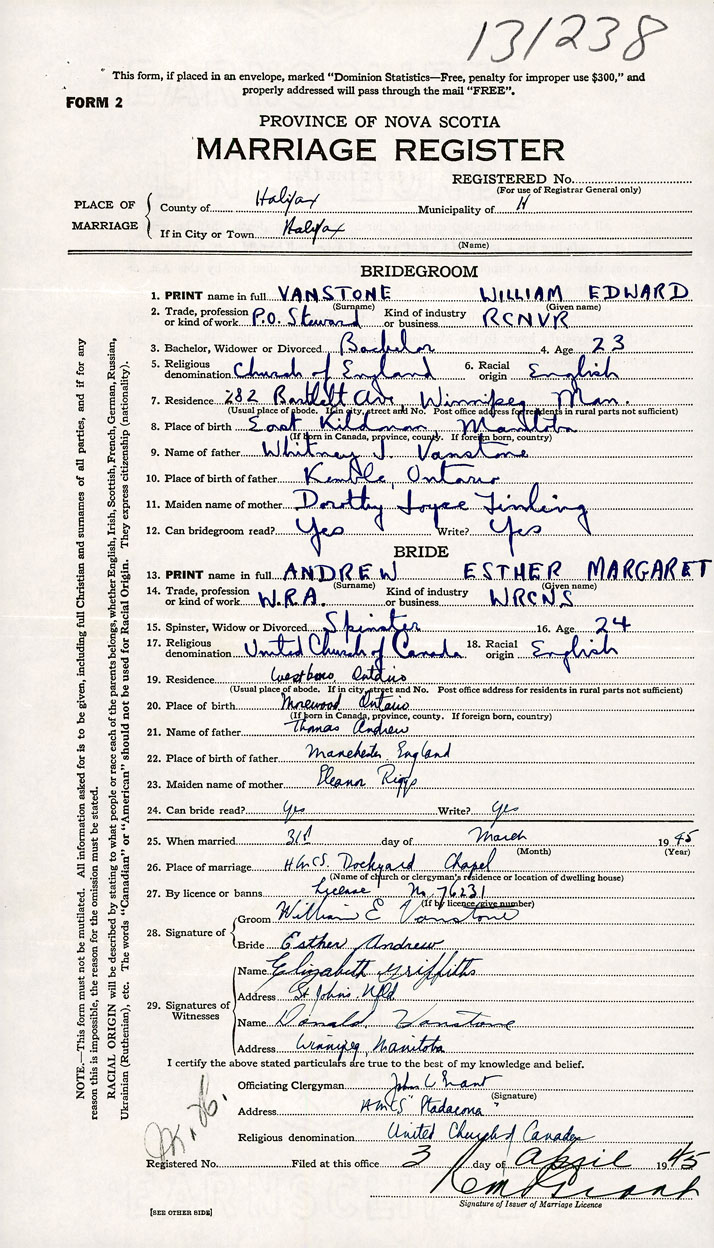 131238
This form, if placed in an envelope, marked "Dominion Statistics—Free, penalty for improper use $300," and
properly addressed will pass through the mail "FREE".
FORM 2
PROVINCE OF NOVA SCOTIA
MARRIAGE REGISTER
REGISTERED No.
(For use of Registrar General only)
PLACE OF MARRIAGE
County of Halifax Municipality of H
If in City or Town Halifax
(Name)
BRIDEGROOM
1. PRINT name in full VANSTONE WILLIAM EDWARD
(Surname) (Given name)
2. Trade, profession or kind of work P.O. Steward Kind of industry or business RCNVR
3. Bachelor, Widower or Divorced Bachelor 4. Age 23
5. Religious denomination Church of England 6. Racial origin English
7. Residence 282 Bartlett Ave, Winnipeg Man.
(Usual place of abode. If in city, street and No. Post office address for residents in rural parts not sufficient)
8. Place of birth East Kildonan, Manitoba
(If born in Canada, province, county. If foreign born, country)
9. Name of father Whitney J. Vanstone
10. Place of birth of father Kemble, Ontario
11. Maiden name of mother Dorothy Joyce Tinling
12. Can bridegroom read? Yes Write? Yes
BRIDE
13. PRINT name in full ANDREW ESTHER MARGARET
(Surname) (Given name)
14. Trade, profession or kind of work W.R.A. Kind of industry or business WRCNS
15. Spinster, Widow or Divorced Spinster 16. Age 24
17. Religious denomination United Church of Canada 18. Racial origin English
19. Residence Westboro, Ontario
(Usual place of abode. If in city, street and No. Post office address for residents in rural parts not sufficient)
20. Place of birth Morewood Ontario
(If born in Canada, province, county. If foreign born, country)
21. Name of father Thomas Andrew
22. Place of birth of father Manchester, England
23. Maiden name of mother Eleanor Riggs
24. Can bride read? Yes Write? Yes
25. When married 31st day of March 1945
(Month) (Year)
26. Place of marriage H.M.C.S. Dockyard Chapel
(Name of church or clergyman's residence or location of dwelling house)
27. By licence or banns License No. 76231
(If by licence, give number)
28. Signature of
Groom William E Vanstone
Bride Esther Andrew
29. Signatures of Witnesses
Name Elizabeth Griffiths
Address St John's, Nfld
Name Donald Vanstone
Address Winnipeg, Manitoba
I certify the above stated particulars are true to the best of my knowledge and belief.
Officiating Clergyman John Grant
(Signature)
Address HMCS "Stadacona"
Religious denomination United Church of Canada
Registered No. Filed at this office 3 day of April 1945
Grant
Signature of Issuer of Marriage Licence
[SEE OTHER SIDE]
NOTE.—This form must not be mutilated. All information asked for is to be given, including full Christian and surnames of all parties, and if for any
reason this is impossible, the reason for the omission must be stated.
RACIAL ORIGIN will be described by stating to what people or race each of the parents belongs, whether English, Irish, Scottish, French, German, Russian,
Ukrainian (Ruthenian), etc. The words "Canadian" or "American" should not be used for Racial Origin. They express citizenship (nationality).